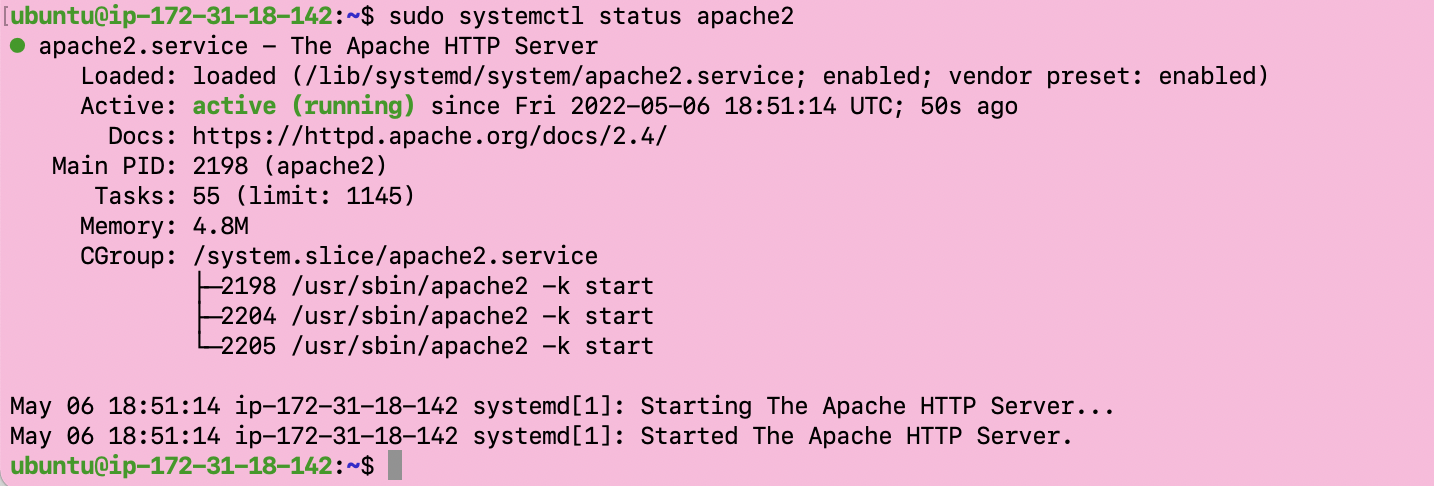 [ubuntu@ip-172-31-18-142:~$ sudo systemctl status apache2
● apache2.service – The Apache HTTP Server
     Loaded: loaded (/lib/systemd/system/apache2.service; enabled; vendor preset: enabled)
     Active: active (running) since Fri 2022-05-06 18:51:14 UTC; 50s ago
       Docs: https://httpd.apache.org/docs/2.4/
   Main PID: 2198 (apache2)
      Tasks: 55 (limit: 1145)
     Memory: 4.8M
     CGroup: /system.slice/apache2.service
             ├─2198 /usr/sbin/apache2 -k start
             ├─2204 /usr/sbin/apache2 -k start
             └─2205 /usr/sbin/apache2 -k start

May 06 18:51:14 ip-172-31-18-142 systemd[1]: Starting The Apache HTTP Server...
May 06 18:51:14 ip-172-31-18-142 systemd[1]: Started The Apache HTTP Server.
ubuntu@ip-172-31-18-142:~$